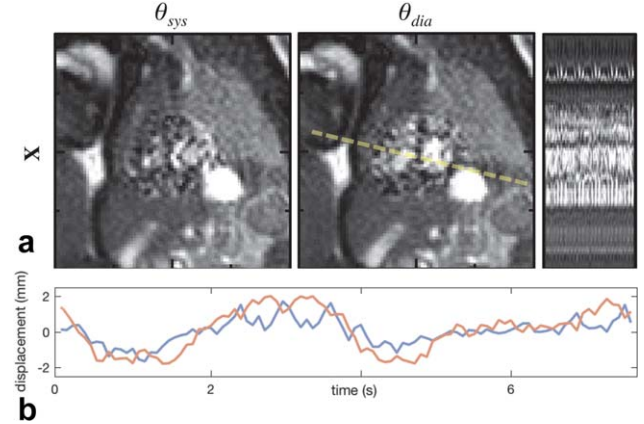 θsys
θdia
X
a
displacement (mm)
2
0
-2
0
2
time (s)
6
b